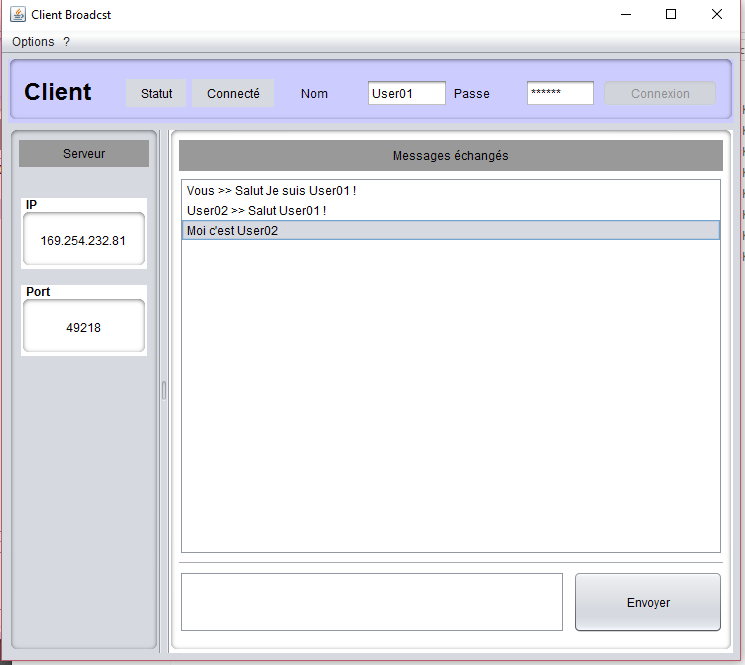 Client Broadcst
Options ?
Client Statut Connecté Nom User01 Passe ****** Connexion
Serveur
IP
169.254.232.81
Port
49218
Messages échangés
Vous >> Salut Je suis User01 !
User02 >> Salut User01 !
Moi c'est User02
Envoyer